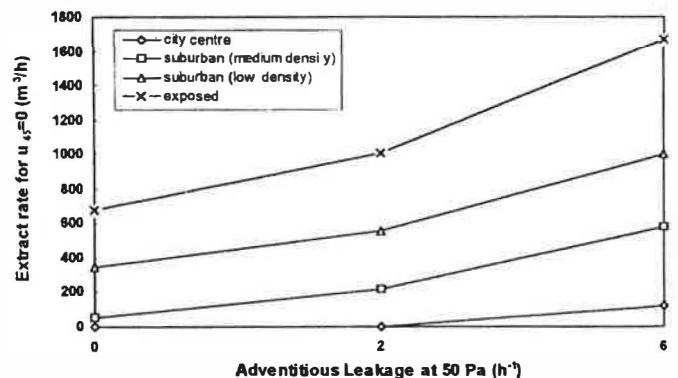 1800
1600
1400
1200
1000
800
600
400
200
0
Extract rate for u 45=0 (m³/h)
city centre
suburban (medium densi y)
suburban (low density)
exposed
0 2 6
Adventitious Leakage at 50 Pa (h⁻¹)